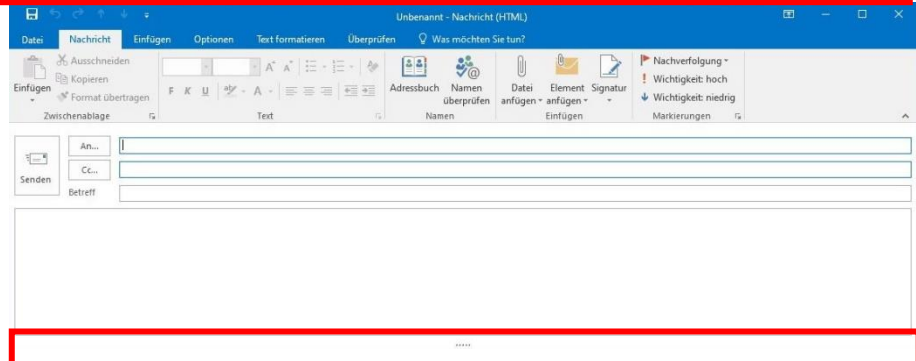 Unbenannt - Nachricht (HTML)
Datei Nachricht Einfügen Optionen Text formatieren Überprüfen Was möchten Sie tun?
Einfügen
Ausschneiden
Kopieren
Format übertragen
Zwischenablage
F K U
Text
Adressbuch
Namen überprüfen
Namen
Datei anfügen
Element anfügen
Signatur
Einfügen
Nachverfolgung
Wichtigkeit: hoch
Wichtigkeit: niedrig
Markierungen
Senden
An...
Cc...
Betreff